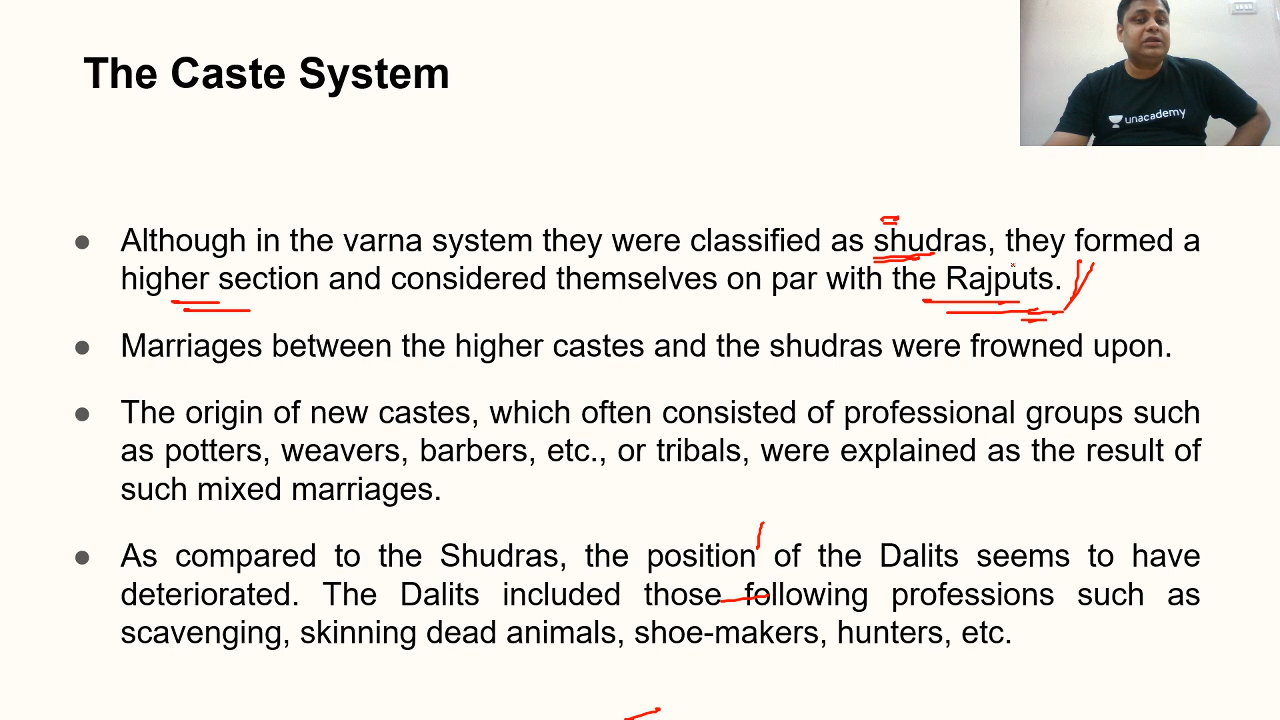 The Caste System
unacademy
● Although in the varna system they were classified as shudras, they formed a
higher section and considered themselves on par with the Rajputs.
● Marriages between the higher castes and the shudras were frowned upon.
● The origin of new castes, which often consisted of professional groups such
as potters, weavers, barbers, etc., or tribals, were explained as the result of
such mixed marriages.
● As compared to the Shudras, the position of the Dalits seems to have
deteriorated. The Dalits included those following professions such as
scavenging, skinning dead animals, shoe-makers, hunters, etc.